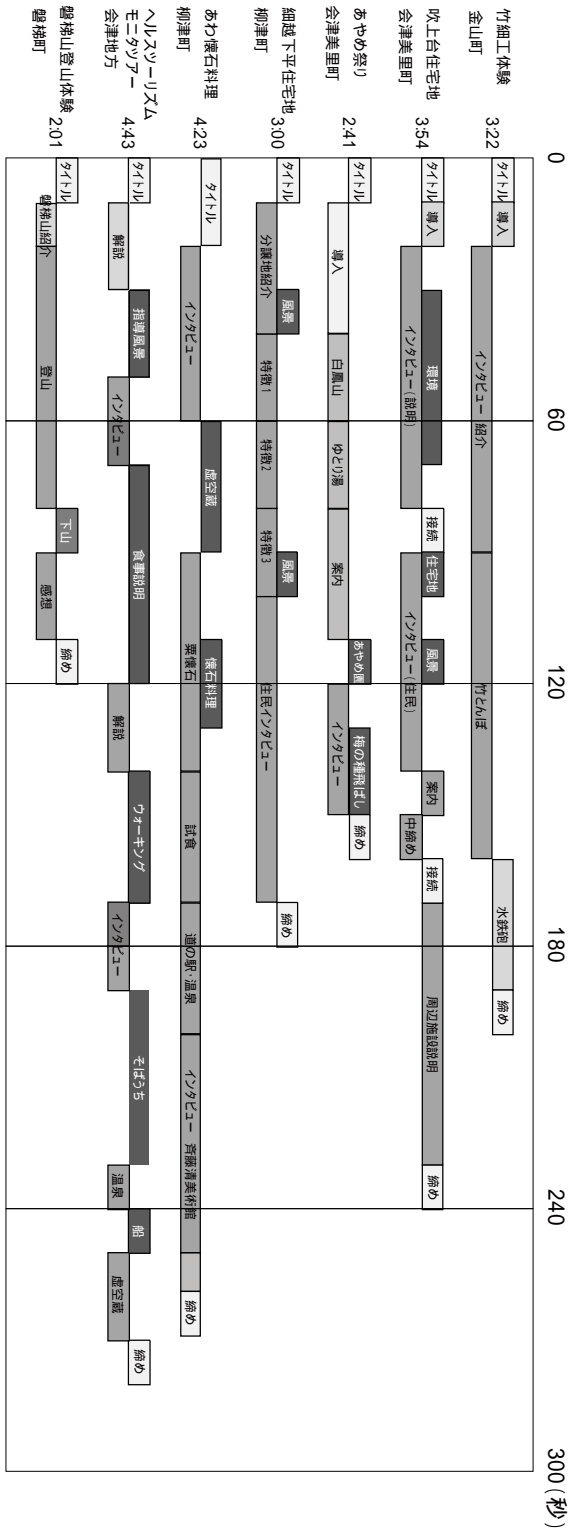 0
60
120
180
240
300 (秒)
竹細工体験
金山町
3:22
タイトル
導入
インタビュー 紹介
竹とんぼ
水鉄砲
締め
吹上台住宅地
会津美里町
3:54
タイトル
導入
インタビュー(説明)
環境
接続
住宅地
インタビュー(住民)
風景
案内
中締め
接続
周辺施設説明
締め
あやめ祭り
会津美里町
2:41
タイトル
導入
白鳳山
ゆとり湯
案内
あやめ園
インタビュー
梅の種飛ばし
締め
細越下平住宅地
柳津町
3:00
タイトル
分譲地紹介
風景
特徴1
特徴2
特徴3
風景
住民インタビュー
締め
あわ懐石料理
柳津町
4:23
タイトル
インタビュー
虚空蔵
粟懐石
懐石料理
試食
道の駅・温泉
インタビュー 斉藤清美術館
締め
ヘルスツーリズム
モニタツアー
会津地方
4:43
タイトル
解説
指導風景
インタビュー
食事説明
解説
ウォーキング
インタビュー
そばうち
温泉
船
虚空蔵
締め
磐梯山登山体験
磐梯町
2:01
タイトル
磐梯山紹介
登山
下山
感想
締め